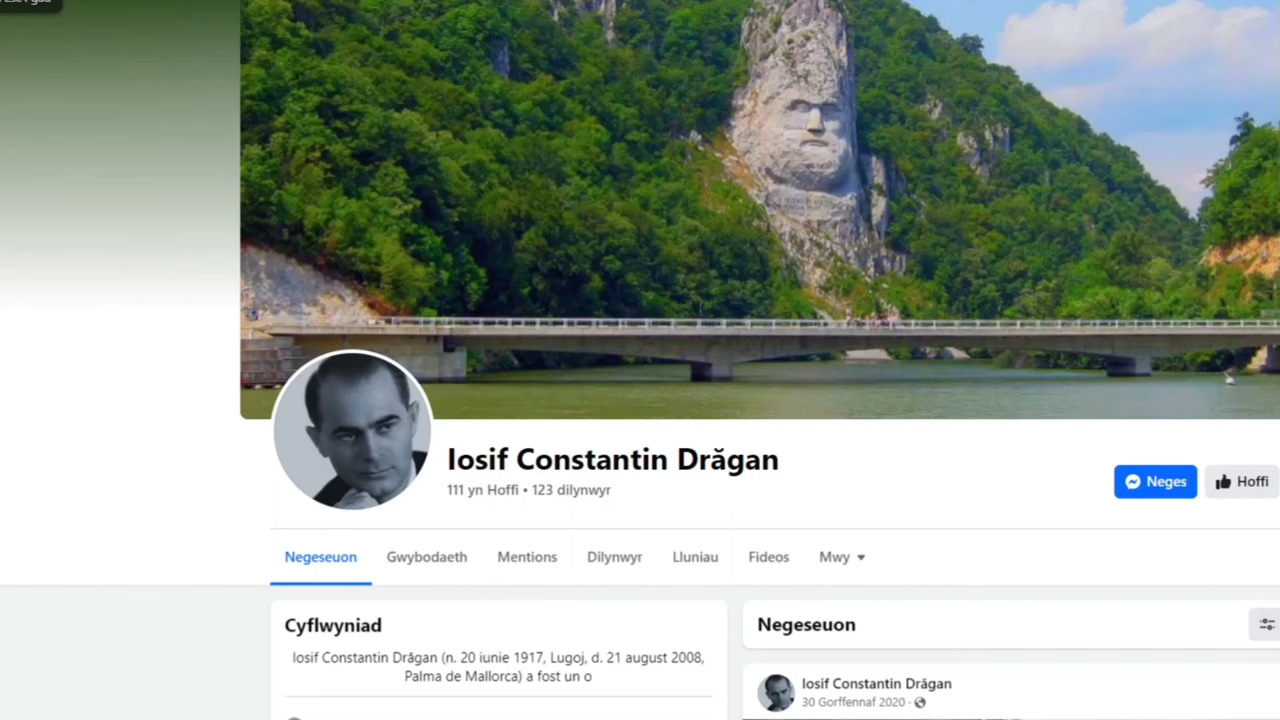 Iosif Constantin Drăgan
111 yn Hoffi • 123 dilynwyr
Neges
Hoffi
Negeseuon
Gwybodaeth
Mentions
Dilynwyr
Lluniau
Fideos
Mwy
Cyflwyniad
Iosif Constantin Drăgan (n. 20 iunie 1917, Lugoj, d. 21 august 2008,
Palma de Mallorca) a fost un o
Negeseuon
Iosif Constantin Drăgan
30 Gorffennaf 2020 ·